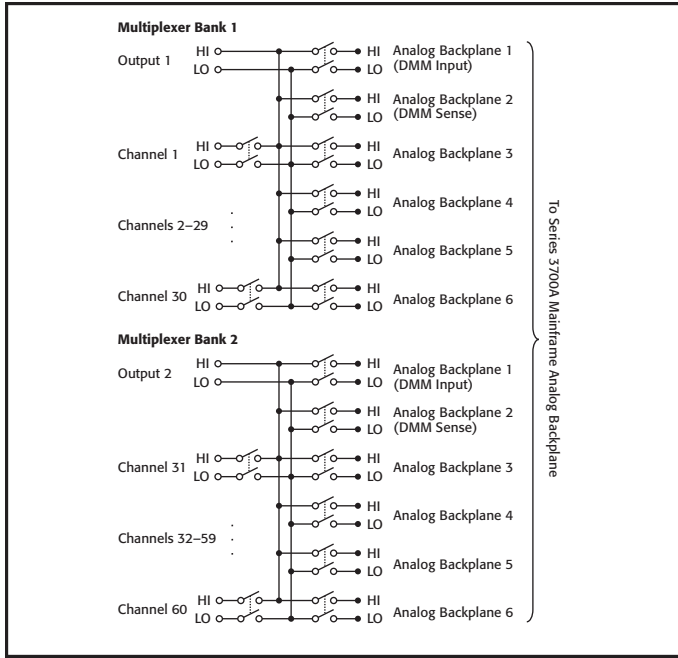 Multiplexer Bank 1
Output 1 HI HI Analog Backplane 1
LO LO (DMM Input)
HI Analog Backplane 2
LO (DMM Sense)
Channel 1 HI HI Analog Backplane 3
LO LO
HI Analog Backplane 4
LO
Channels 2–29
HI Analog Backplane 5
LO
Channel 30 HI HI Analog Backplane 6
LO LO
Multiplexer Bank 2
Output 2 HI HI Analog Backplane 1
LO LO (DMM Input)
HI Analog Backplane 2
LO (DMM Sense)
Channel 31 HI HI Analog Backplane 3
LO LO
HI Analog Backplane 4
LO
Channels 32–59
HI Analog Backplane 5
LO
Channel 60 HI HI Analog Backplane 6
LO LO
To Series 3700A Mainframe Analog Backplane